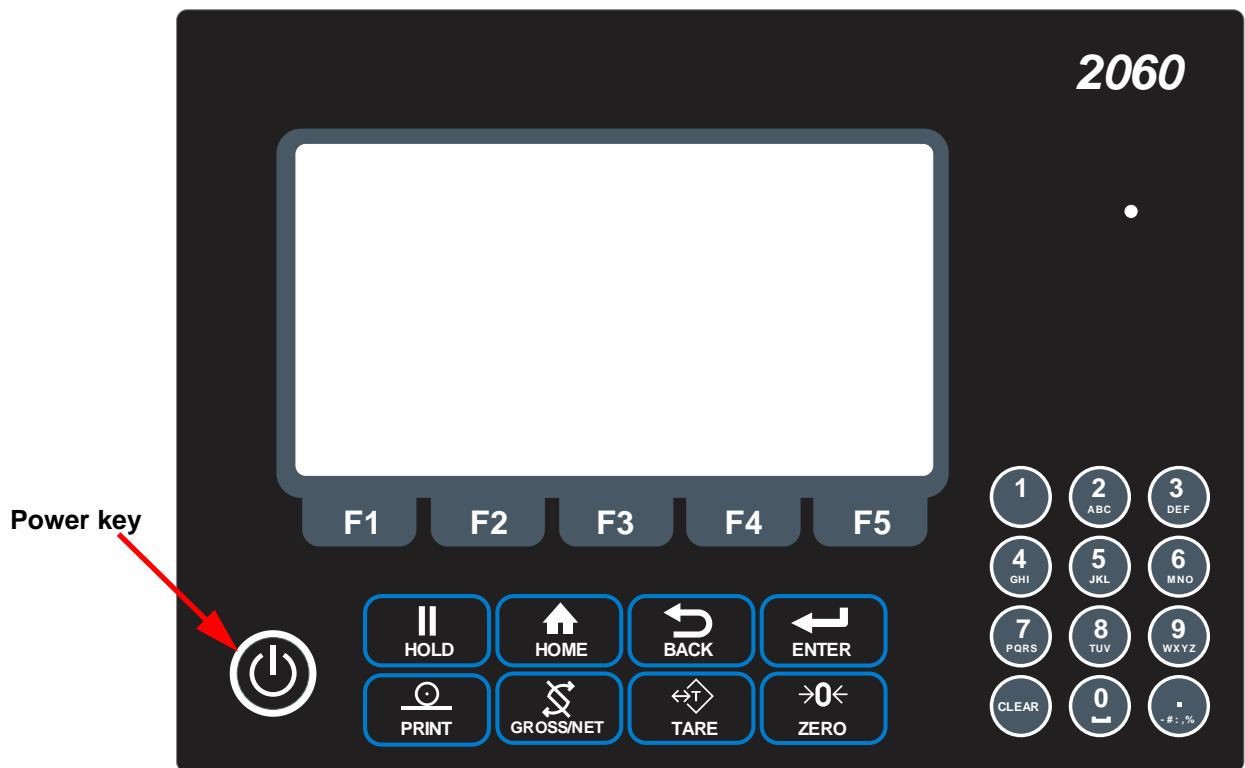 2060
F1 F2 F3 F4 F5
Power key
1 2 ABC 3 DEF
4 GHI 5 JKL 6 MNO
7 PQRS 8 TUV 9 WXYZ
CLEAR 0 . -#:,%
HOLD HOME BACK ENTER
PRINT GROSS/NET T TARE 0 ZERO